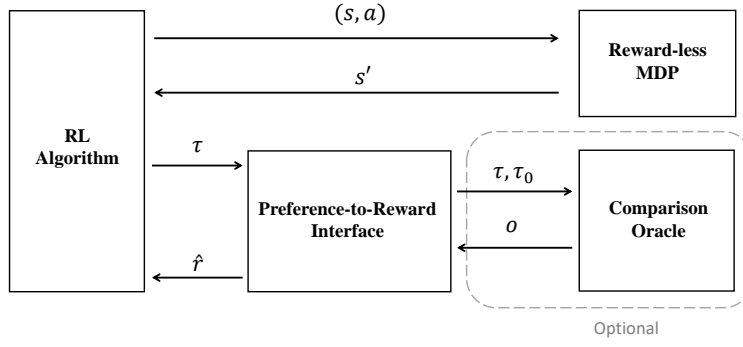 (s, a)
Reward-less
MDP
s′
RL
Algorithm
τ
τ, τ₀
Preference-to-Reward
Interface
Comparison
Oracle
o
r̂
Optional